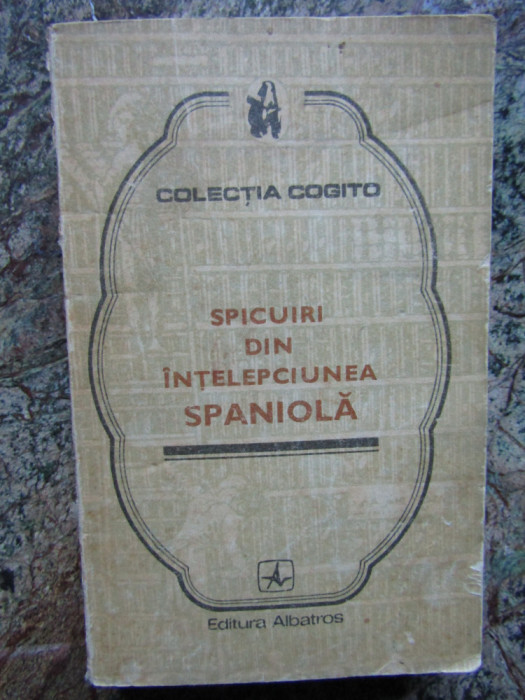 COLECȚIA COGITO
SPICUIRI
DIN
ÎNȚELEPCIUNEA
SPANIOLĂ
Editura Albatros